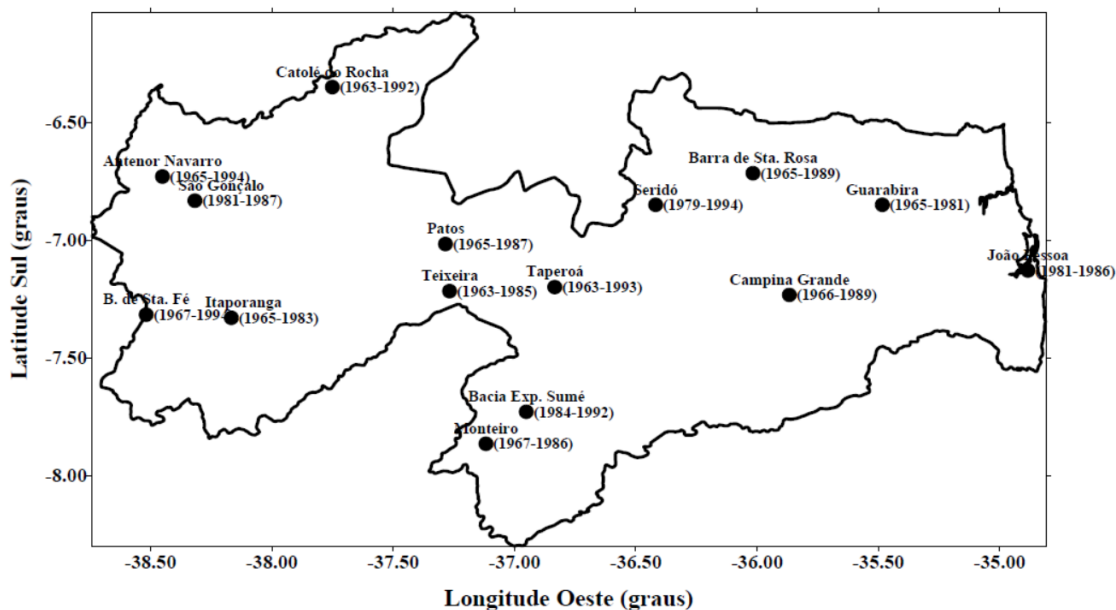 Catolé do Rocha
(1963-1992)
-6.50
Antenor Navarro
(1965-1994)
São Gonçalo
(1981-1987)
Barra de Sta. Rosa
(1965-1989)
Seridó
(1979-1994)
Guarabira
(1965-1981)
Latitude Sul (graus)
-7.00
Patos
(1965-1987)
João Pessoa
(1981-1986)
Teixeira
(1963-1985)
Taperoá
(1963-1993)
Campina Grande
(1966-1989)
B. de Sta. Fé
(1967-1994)
Itaporanga
(1965-1983)
-7.50
Bacia Exp. Sumé
(1984-1992)
Monteiro
(1967-1986)
-8.00
-38.50 -38.00 -37.50 -37.00 -36.50 -36.00 -35.50 -35.00
Longitude Oeste (graus)